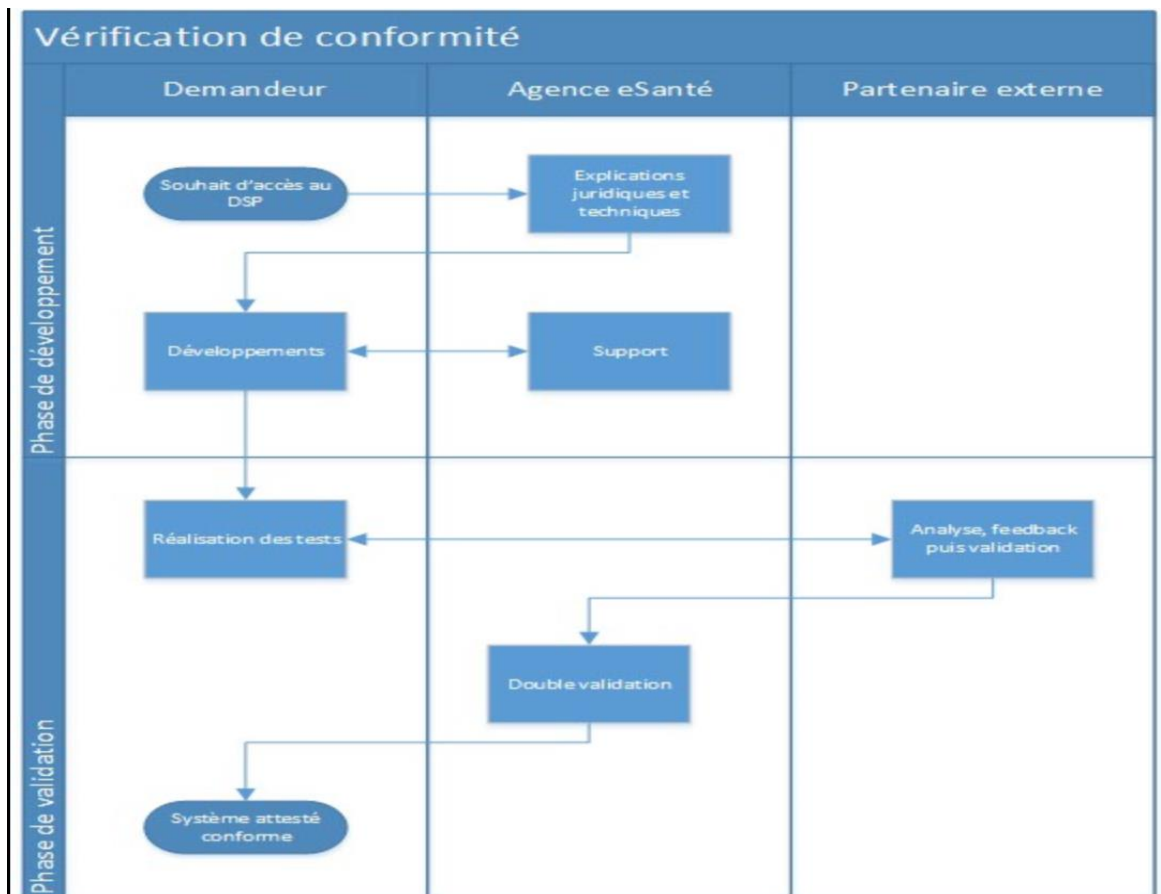 Vérification de conformité
Demandeur
Agence eSanté
Partenaire externe
Phase de développement
Souhait d'accès au
DSP
Explications
juridiques et
techniques
Développements
Support
Phase de validation
Réalisation des tests
Analyse, feedback
puis validation
Double validation
Système attesté
conforme